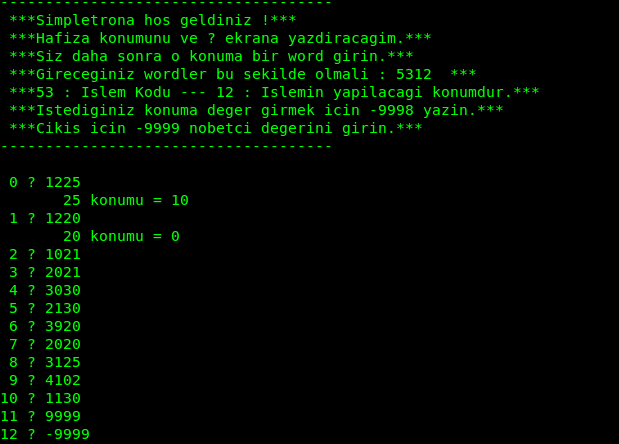 -------------------------------------
***Simpletrona hos geldiniz !***
***Hafiza konumunu ve ? ekrana yazdiracagim.***
***Siz daha sonra o konuma bir word girin.***
***Gireceginiz wordler bu sekilde olmali : 5312  ***
***53 : Islem Kodu --- 12 : Islemin yapilacagi konumdur.***
***Istediginiz konuma deger girmek icin -9998 yazin.***
***Cikis icin -9999 nobetci degerini girin.***
-------------------------------------
0 ? 1225
25 konumu = 10
1 ? 1220
20 konumu = 0
2 ? 1021
3 ? 2021
4 ? 3030
5 ? 2130
6 ? 3920
7 ? 2020
8 ? 3125
9 ? 4102
10 ? 1130
11 ? 9999
12 ? -9999